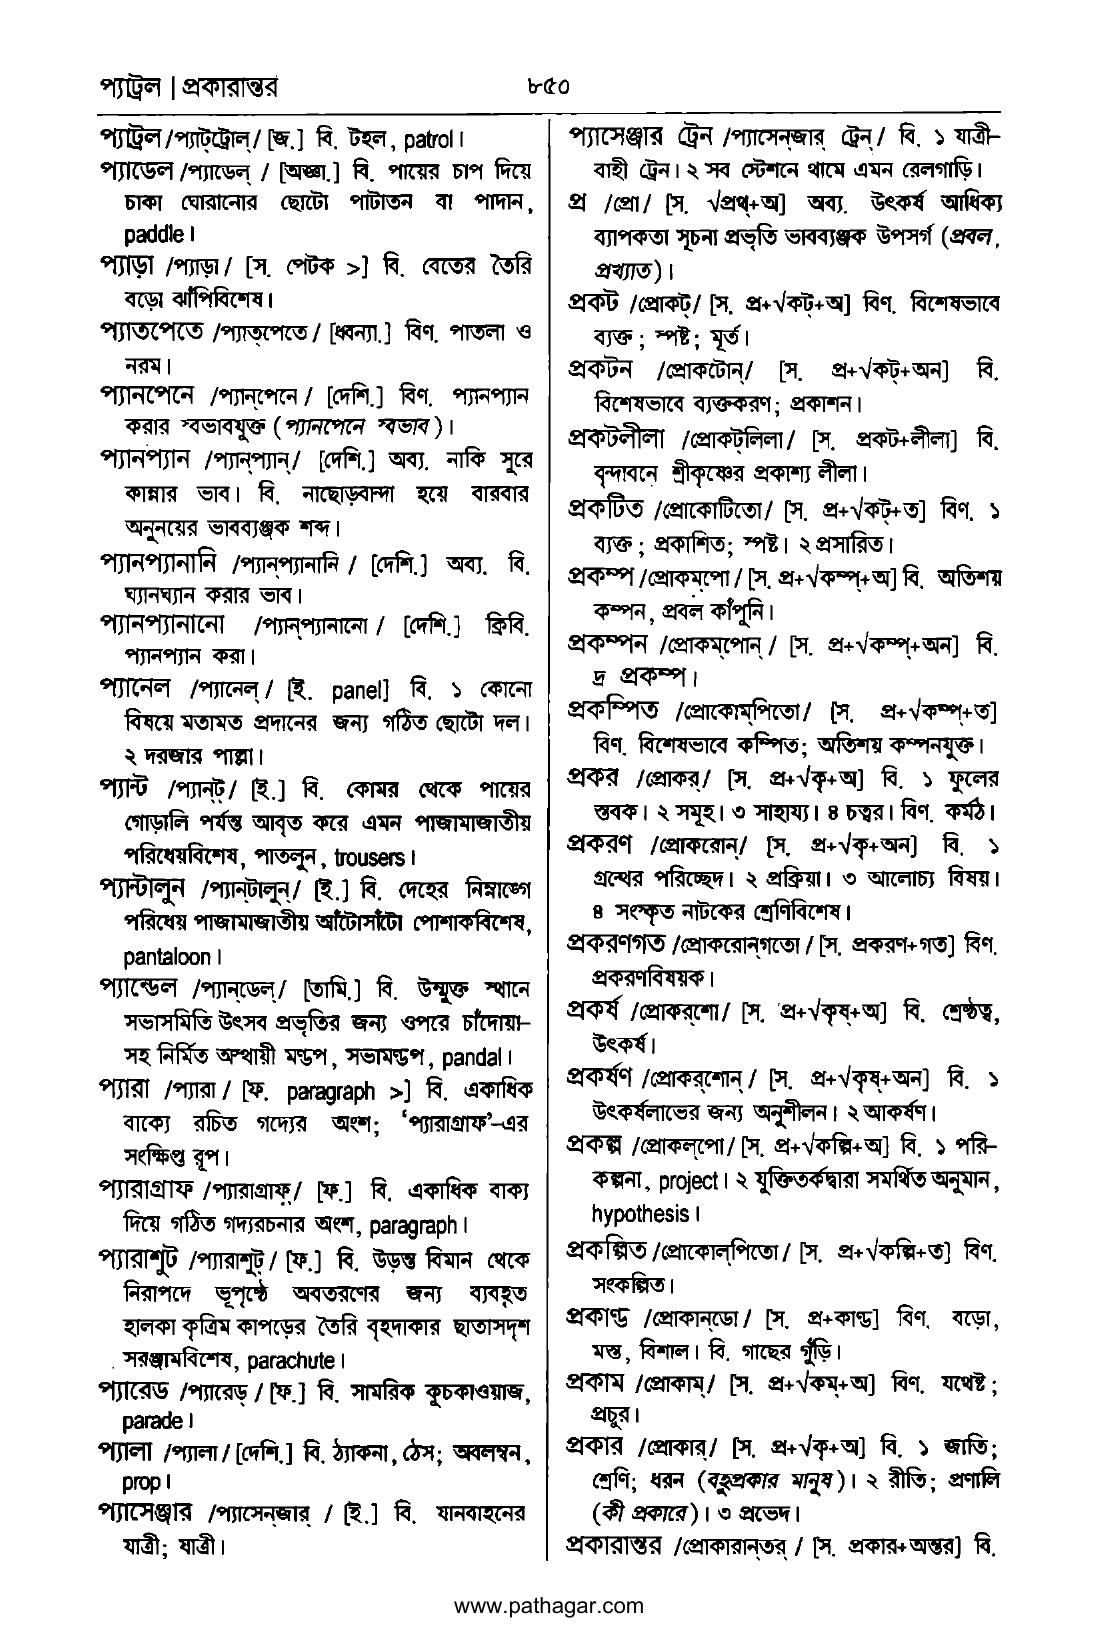 প্যাট্রল | প্রকারান্তর
৮৫০
প্যাট্রল /প্যাট্‌ট্রোল্/ [জ.] বি. টহল, patrol।
প্যাডেল /প্যাডেল্ / [অজ্ঞা.] বি. পায়ের চাপ দিয়ে
চাকা ঘোরানোর ছোটো পাটাতন বা পাদান,
paddle।
প্যাড়া /প্যাড়া/ [স. পেটক >] বি. বেতের তৈরি
বড়ো ঝাঁপিবিশেষ।
প্যাতপেতে /প্যাত্‌পেতে/ [ধ্বন্যা.] বিণ. পাতলা ও
নরম।
প্যানপেনে /প্যান্‌পেনে/ [দেশি.] বিণ. প্যানপ্যান
করার স্বভাবযুক্ত (প্যানপেনে স্বভাব)।
প্যানপ্যান /প্যান্‌প্যান্/ [দেশি.] অব্য. নাকি সুরে
কান্নার ভাব। বি. নাছোড়বান্দা হয়ে বারবার
অনুনয়ের ভাবব্যঞ্জক শব্দ।
প্যানপ্যানানি /প্যান্‌প্যানানি / [দেশি.] অব্য. বি.
ঘ্যানঘ্যান করার ভাব।
প্যানপ্যানানো /প্যান্‌প্যানানো / [দেশি.] ক্রিবি.
প্যানপ্যান করা।
প্যানেল /প্যানেল্ / [ই. panel] বি. ১ কোনো
বিষয়ে মতামত প্রদানের জন্য গঠিত ছোটো দল।
২ দরজার পাল্লা।
প্যান্ট /প্যান্‌ট্/ [ই.] বি. কোমর থেকে পায়ের
গোড়ালি পর্যন্ত আবৃত করে এমন পাজামাজাতীয়
পরিধেয়বিশেষ, পাতলুন, trousers।
প্যান্টালুন /প্যান্‌টালুন্/ [ই.] বি. দেহের নিম্নাঙ্গে
পরিধেয় পাজামাজাতীয় আঁটোসাঁটো পোশাকবিশেষ,
pantaloon।
প্যান্ডেল /প্যান্‌ডেল্/ [তামি.] বি. উন্মুক্ত স্থানে
সভাসমিতি উৎসব প্রভৃতির জন্য ওপরে চাঁদোয়া-
সহ নির্মিত অস্থায়ী মণ্ডপ, সভামণ্ডপ, pandal।
প্যারা /প্যারা / [ফ. paragraph >] বি. একাধিক
বাক্যে রচিত গদ্যের অংশ; ‘প্যারাগ্রাফ’-এর
সংক্ষিপ্ত রূপ।
প্যারাগ্রাফ /প্যারাগ্রাফ্/ [ফ.] বি. একাধিক বাক্য
দিয়ে গঠিত গদ্যরচনার অংশ, paragraph।
প্যারাশুট /প্যারাশুট্/ [ফ.] বি. উড়ন্ত বিমান থেকে
নিরাপদে ভূপৃষ্ঠে অবতরণের জন্য ব্যবহৃত
হালকা কৃত্রিম কাপড়ের তৈরি বৃহদাকার ছাতাসদৃশ
সরঞ্জামবিশেষ, parachute।
প্যারেড /প্যারেড্ / [ফ.] বি. সামরিক কুচকাওয়াজ,
parade।
প্যালা /প্যালা / [দেশি.] বি. ঠ্যাকনা, ঠেস; অবলম্বন,
prop।
প্যাসেঞ্জার /প্যাসেন্‌জার্ / [ই.] বি. যানবাহনের
যাত্রী; যাত্রী।
প্যাসেঞ্জার ট্রেন /প্যাসেন্‌জার্ ট্রেন্ / বি. ১ যাত্রী-
বাহী ট্রেন। ২ সব স্টেশনে থামে এমন রেলগাড়ি।
প্র /প্রো/ [স. √প্রথ্+অ] অব্য. উৎকর্ষ আধিক্য
ব্যাপকতা সূচনা প্রভৃতি ভাবব্যঞ্জক উপসর্গ (প্রবল,
প্রখ্যাত)।
প্রকট /প্রোকট্/ [স. প্র+√কট্+অ] বিণ. বিশেষভাবে
ব্যক্ত; স্পষ্ট; মূর্ত।
প্রকটন /প্রোকটোন্/ [স. প্র+√কট্+অন] বি.
বিশেষভাবে ব্যক্তকরণ; প্রকাশন।
প্রকটলীলা /প্রোকট্‌লিলা/ [স. প্রকট+লীলা] বি.
বৃন্দাবনে শ্রীকৃষ্ণের প্রকাশ্য লীলা।
প্রকটিত /প্রোকোটিতো/ [স. প্র+√কট্+ত] বিণ. ১
ব্যক্ত; প্রকাশিত; স্পষ্ট। ২ প্রসারিত।
প্রকম্প /প্রোকম্‌পো / [স. প্র+√কম্প্+অ] বি. অতিশয়
কম্পন, প্রবল কাঁপুনি।
প্রকম্পন /প্রোকম্‌পোন্ / [স. প্র+√কম্প্+অন] বি.
দ্র প্রকম্প।
প্রকম্পিত /প্রোকোম্‌পিতো/ [স. প্র+√কম্প্+ত]
বিণ. বিশেষভাবে কম্পিত; অতিশয় কম্পনযুক্ত।
প্রকর /প্রোকর্/ [স. প্র+√কৃ+অ] বি. ১ ফুলের
স্তবক। ২ সমূহ। ৩ সাহায্য। ৪ চত্বর। বিণ. কর্মঠ।
প্রকরণ /প্রোকরোন্/ [স. প্র+√কৃ+অন] বি. ১
গ্রন্থের পরিচ্ছেদ। ২ প্রক্রিয়া। ৩ আলোচ্য বিষয়।
৪ সংস্কৃত নাটকের শ্রেণিবিশেষ।
প্রকরণগত /প্রোকরোন্‌গতো / [স. প্রকরণ+গত] বিণ.
প্রকরণবিষয়ক।
প্রকর্ষ /প্রোকর্‌শো/ [স. প্র+√কৃষ্+অ] বি. শ্রেষ্ঠত্ব,
উৎকর্ষ।
প্রকর্ষণ /প্রোকর্‌শোন্ / [স. প্র+√কৃষ্+অন] বি. ১
উৎকর্ষলাভের জন্য অনুশীলন। ২ আকর্ষণ।
প্রকল্প /প্রোকল্‌পো/ [স. প্র+√কল্পি+অ] বি. ১ পরি-
কল্পনা, project। ২ যুক্তিতর্কদ্বারা সমর্থিত অনুমান,
hypothesis।
প্রকল্পিত /প্রোকোল্‌পিতো/ [স. প্র+√কল্পি+ত] বিণ.
সংকল্পিত।
প্রকাণ্ড /প্রোকান্‌ডো/ [স. প্র+কাণ্ড] বিণ. বড়ো,
মস্ত, বিশাল। বি. গাছের গুঁড়ি।
প্রকাম /প্রোকাম্/ [স. প্র+√কম্+অ] বিণ. যথেষ্ট;
প্রচুর।
প্রকার /প্রোকার্/ [স. প্র+√কৃ+অ] বি. ১ জাতি;
শ্রেণি; ধরন (বহুপ্রকার মানুষ)। ২ রীতি; প্রণালি
(কী প্রকারে)। ৩ প্রভেদ।
প্রকারান্তর /প্রোকারান্‌তর্ / [স. প্রকার+অন্তর] বি.
www.pathagar.com